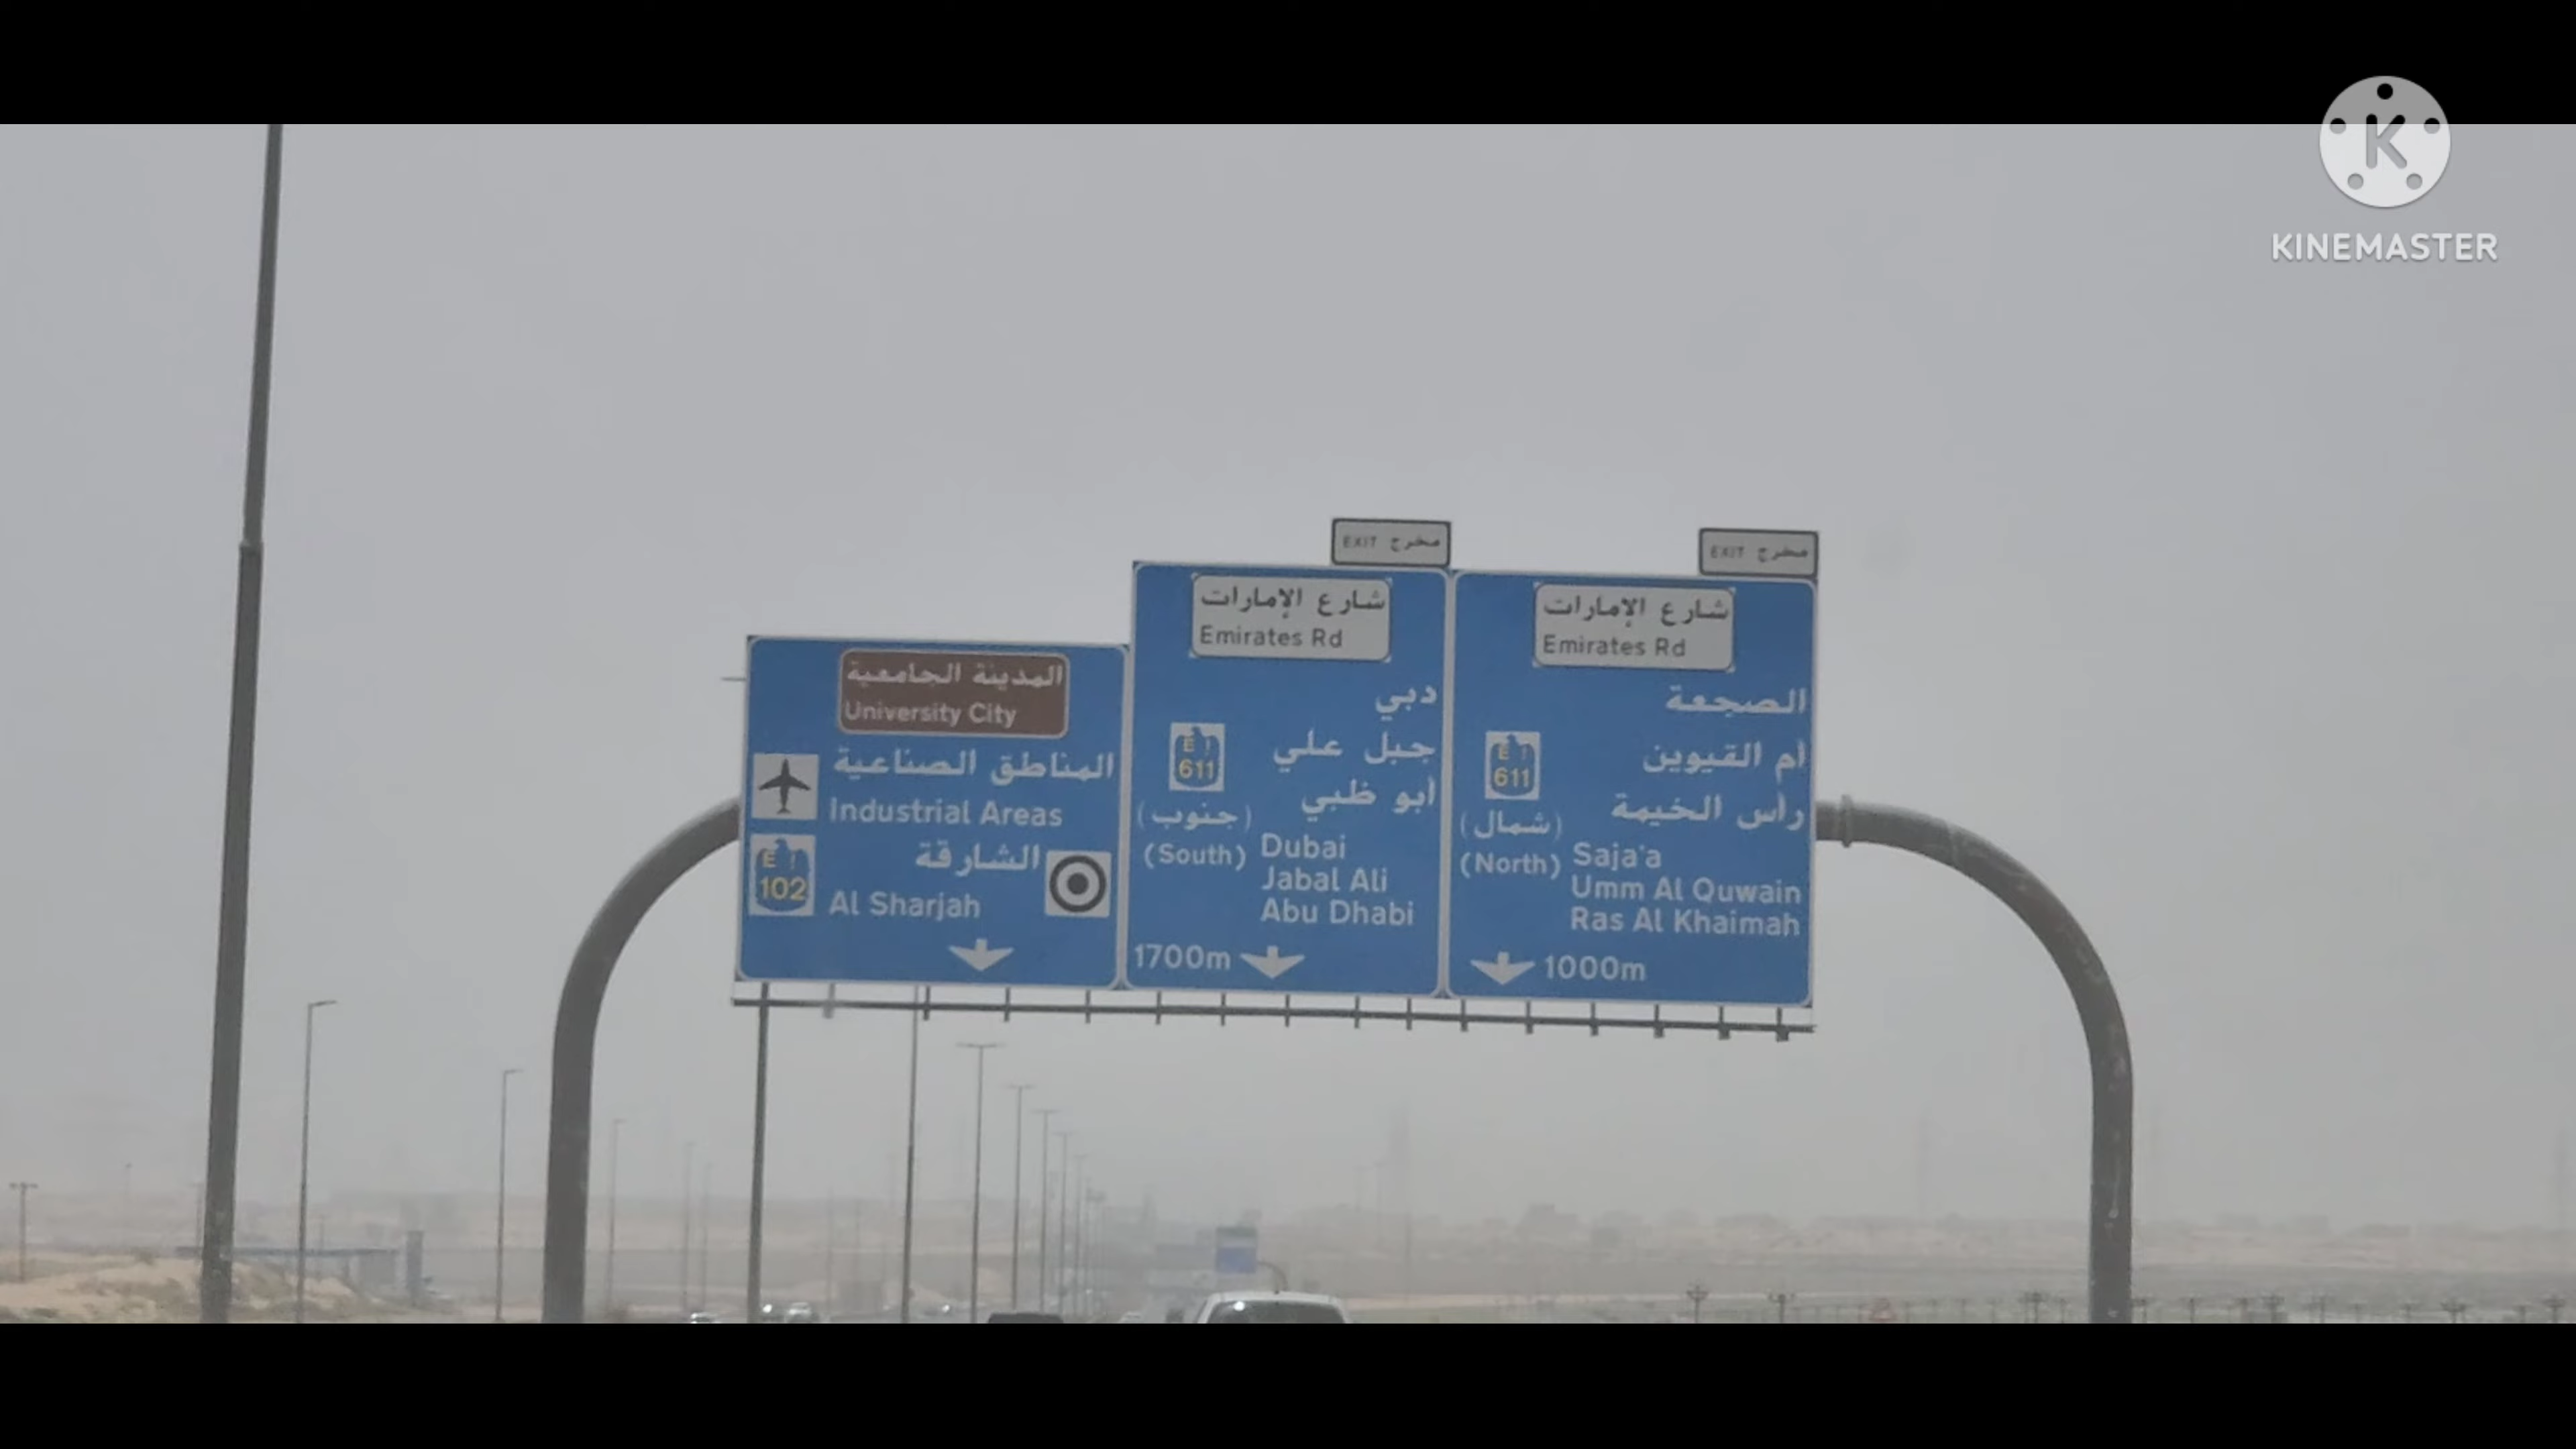 K
KINEMASTER
المدينة الجامعية
University City
المناطق الصناعية
Industrial Areas
E 102
الشارقة
Al Sharjah
EXIT مخرج
شارع الإمارات
Emirates Rd
دبي
جبل علي
أبو ظبي
E 611
(جنوب)
(South)
Dubai
Jabal Ali
Abu Dhabi
1700m
EXIT مخرج
شارع الإمارات
Emirates Rd
الصجعة
أم القيوين
رأس الخيمة
E 611
(شمال)
(North)
Saja'a
Umm Al Quwain
Ras Al Khaimah
1000m